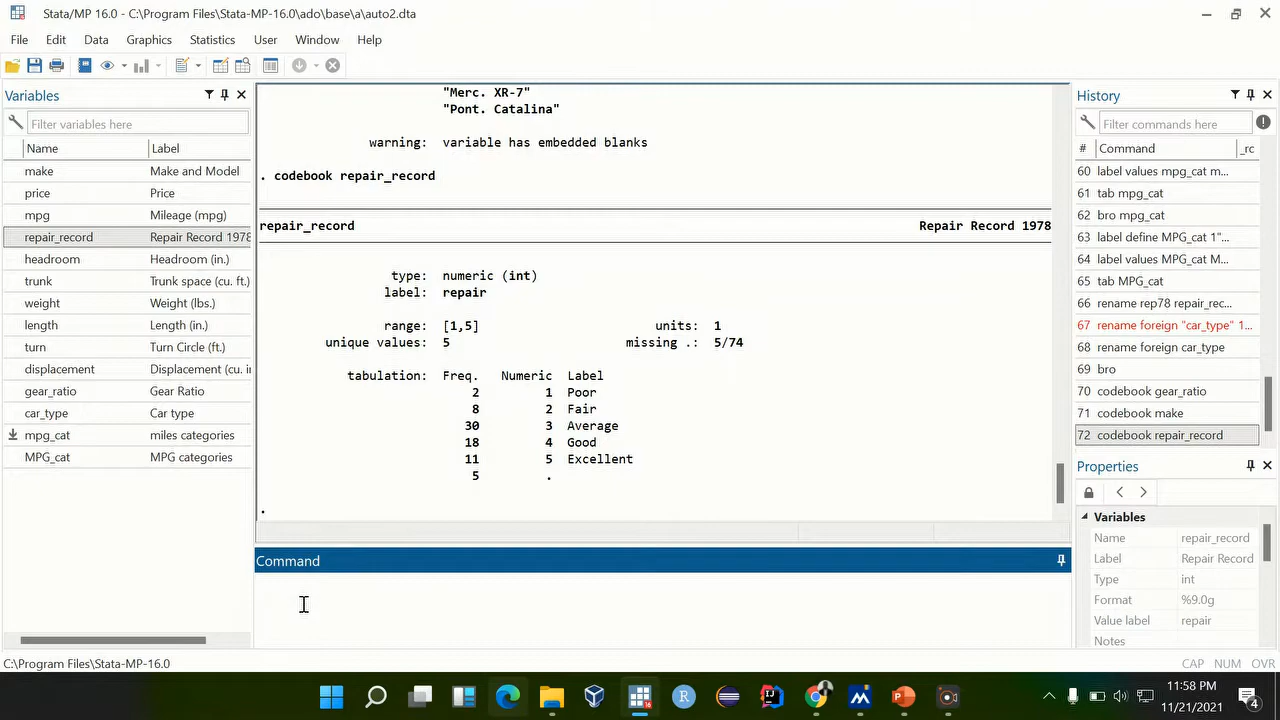 Stata/MP 16.0 - C:\Program Files\Stata-MP-16.0\ado\base\a\auto2.dta
File Edit Data Graphics Statistics User Window Help
Variables
Filter variables here
Name Label
make Make and Model
price Price
mpg Mileage (mpg)
repair_record Repair Record 1978
headroom Headroom (in.)
trunk Trunk space (cu. ft.)
weight Weight (lbs.)
length Length (in.)
turn Turn Circle (ft.)
displacement Displacement (cu. i
gear_ratio Gear Ratio
car_type Car type
mpg_cat miles categories
MPG_cat MPG categories
"Merc. XR-7"
"Pont. Catalina"
warning: variable has embedded blanks
. codebook repair_record
repair_record Repair Record 1978
type: numeric (int)
label: repair
range: [1,5] units: 1
unique values: 5 missing .: 5/74
tabulation: Freq. Numeric Label
2 1 Poor
8 2 Fair
30 3 Average
18 4 Good
11 5 Excellent
5 .
.
Command
History
Filter commands here
# Command _rc
60 label values mpg_cat m...
61 tab mpg_cat
62 bro mpg_cat
63 label define MPG_cat 1"...
64 label values MPG_cat M...
65 tab MPG_cat
66 rename rep78 repair_rec...
67 rename foreign "car_type" 1...
68 rename foreign car_type
69 bro
70 codebook gear_ratio
71 codebook make
72 codebook repair_record
Properties
Variables
Name repair_record
Label Repair Record
Type int
Format %9.0g
Value label repair
Notes
C:\Program Files\Stata-MP-16.0
CAP NUM OVR
16
R
11:58 PM
11/21/2021
4